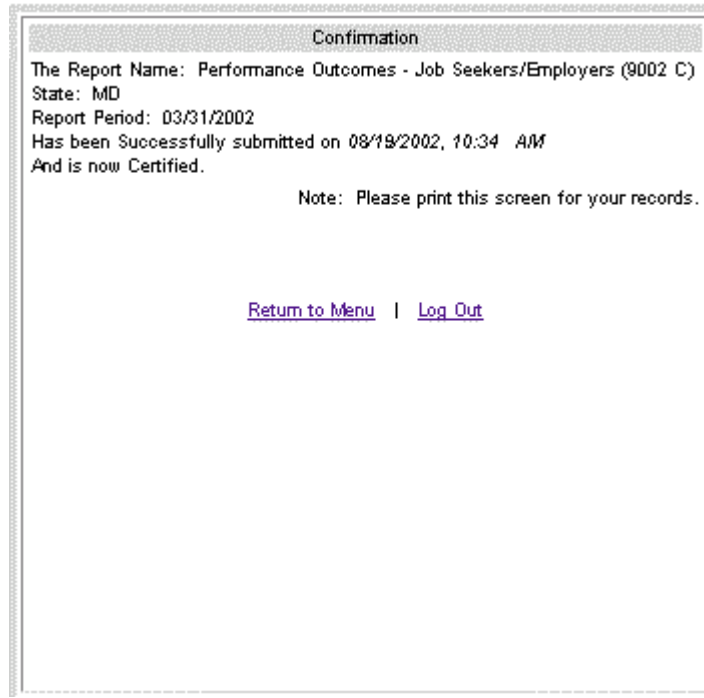 Confirmation
The Report Name: Performance Outcomes - Job Seekers/Employers (9002 C)
State: MD
Report Period: 03/31/2002
Has been Successfully submitted on 08/19/2002, 10:34 AM
And is now Certified.
Note: Please print this screen for your records.
Return to Menu | Log Out